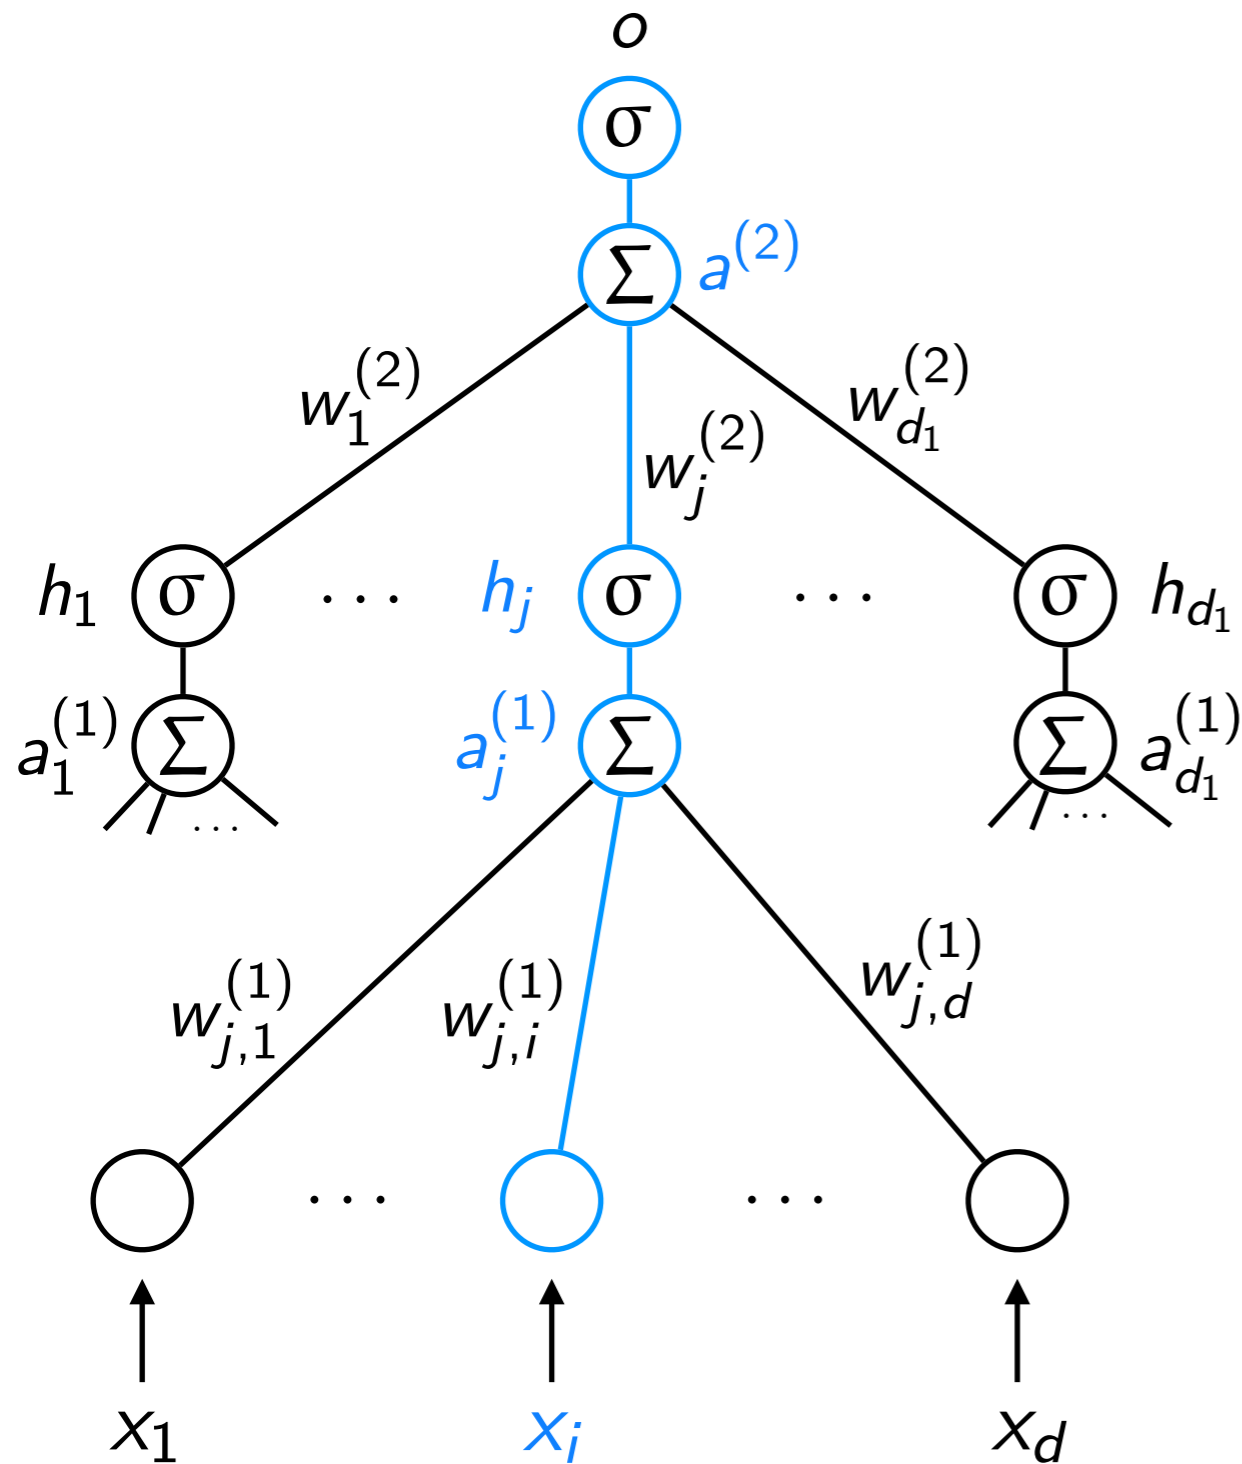 o
σ
Σ a^(2)
w_1^(2) w_j^(2) w_{d_1}^(2)
h_1 σ ... h_j σ ... σ h_{d_1}
a_1^(1) Σ a_j^(1) Σ Σ a_{d_1}^(1)
... ...
w_{j,1}^(1) w_{j,i}^(1) w_{j,d}^(1)
... ...
x_1 x_i x_d